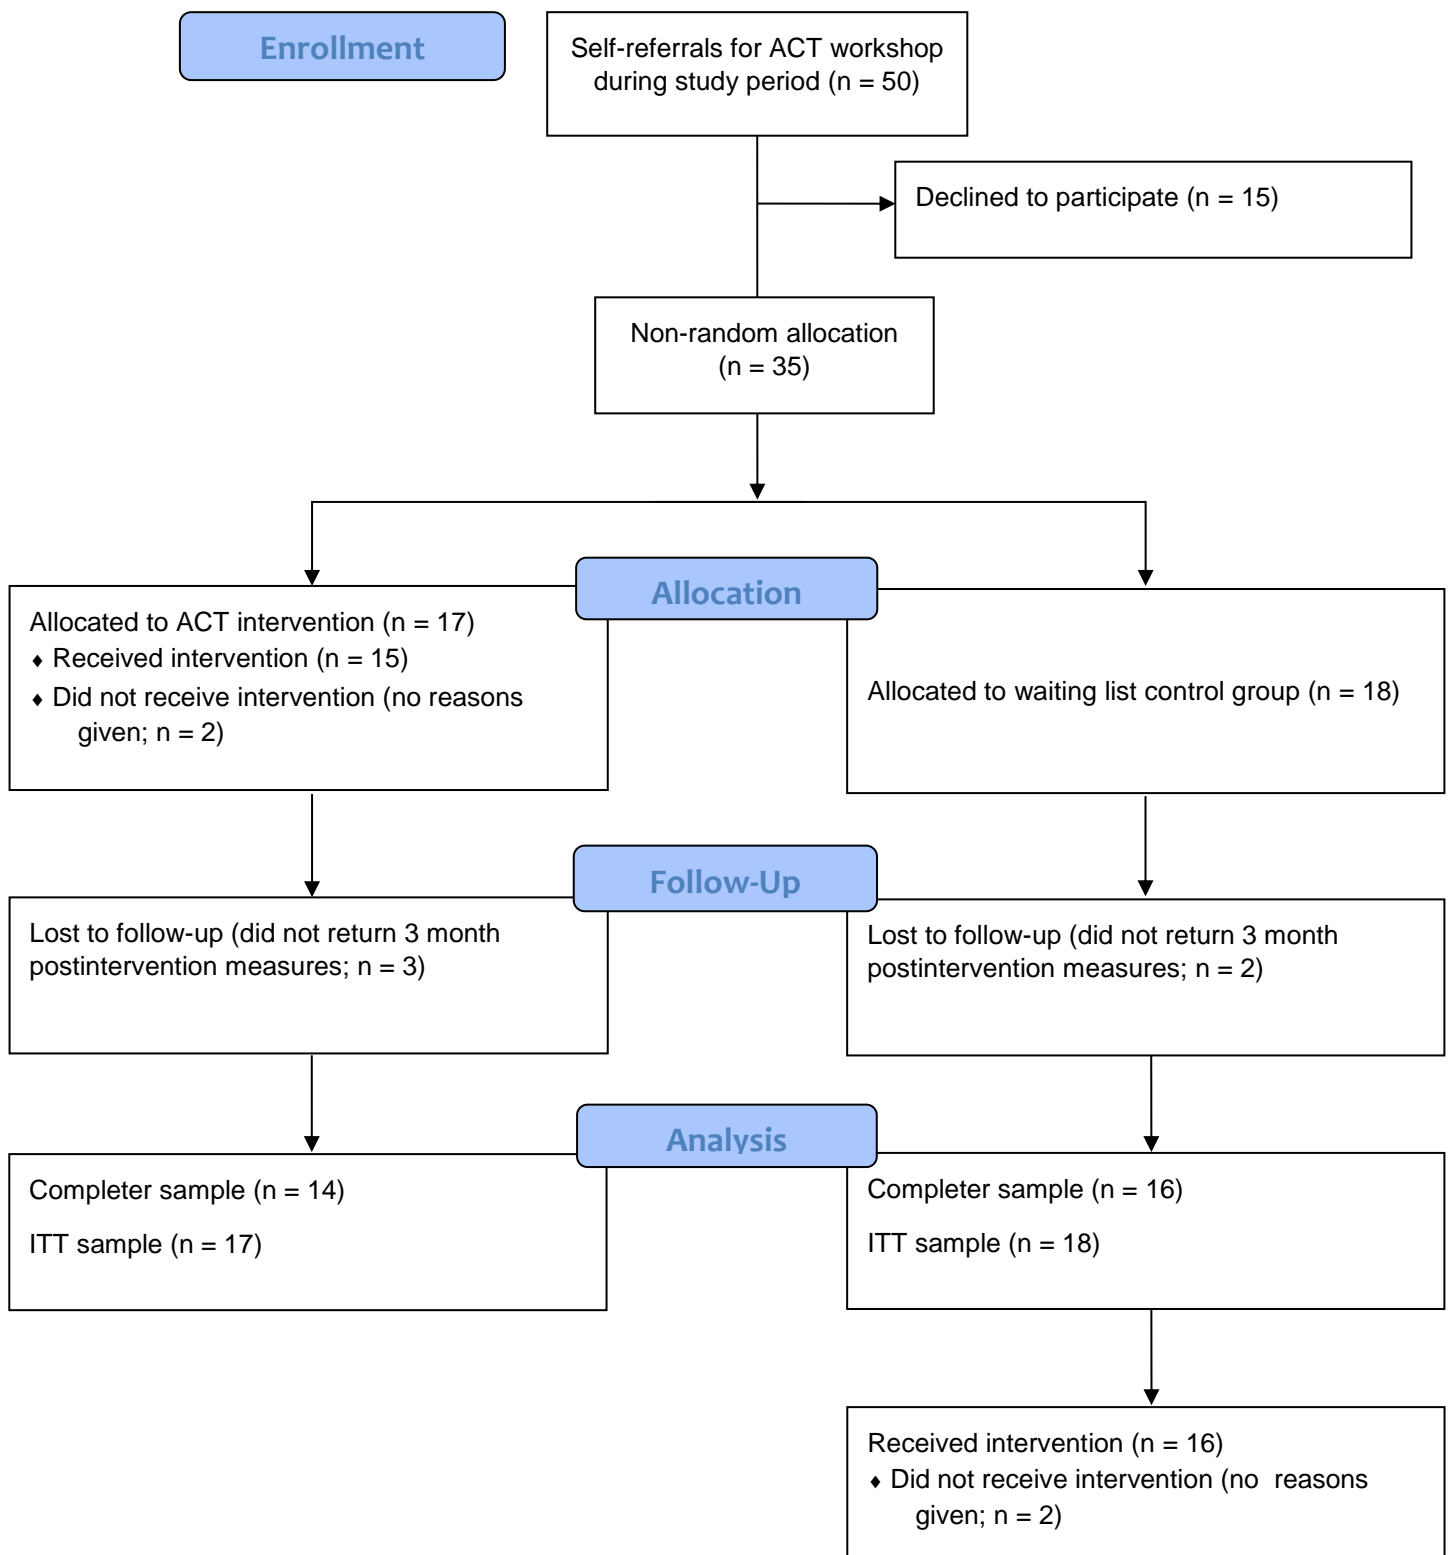 Enrollment
Self-referrals for ACT workshop
during study period (n = 50)
Declined to participate (n = 15)
Non-random allocation
(n = 35)
Allocation
Allocated to ACT intervention (n = 17)
♦ Received intervention (n = 15)
♦ Did not receive intervention (no reasons
given; n = 2)
Allocated to waiting list control group (n = 18)
Follow-Up
Lost to follow-up (did not return 3 month
postintervention measures; n = 3)
Lost to follow-up (did not return 3 month
postintervention measures; n = 2)
Analysis
Completer sample (n = 14)
ITT sample (n = 17)
Completer sample (n = 16)
ITT sample (n = 18)
Received intervention (n = 16)
♦ Did not receive intervention (no reasons
given; n = 2)